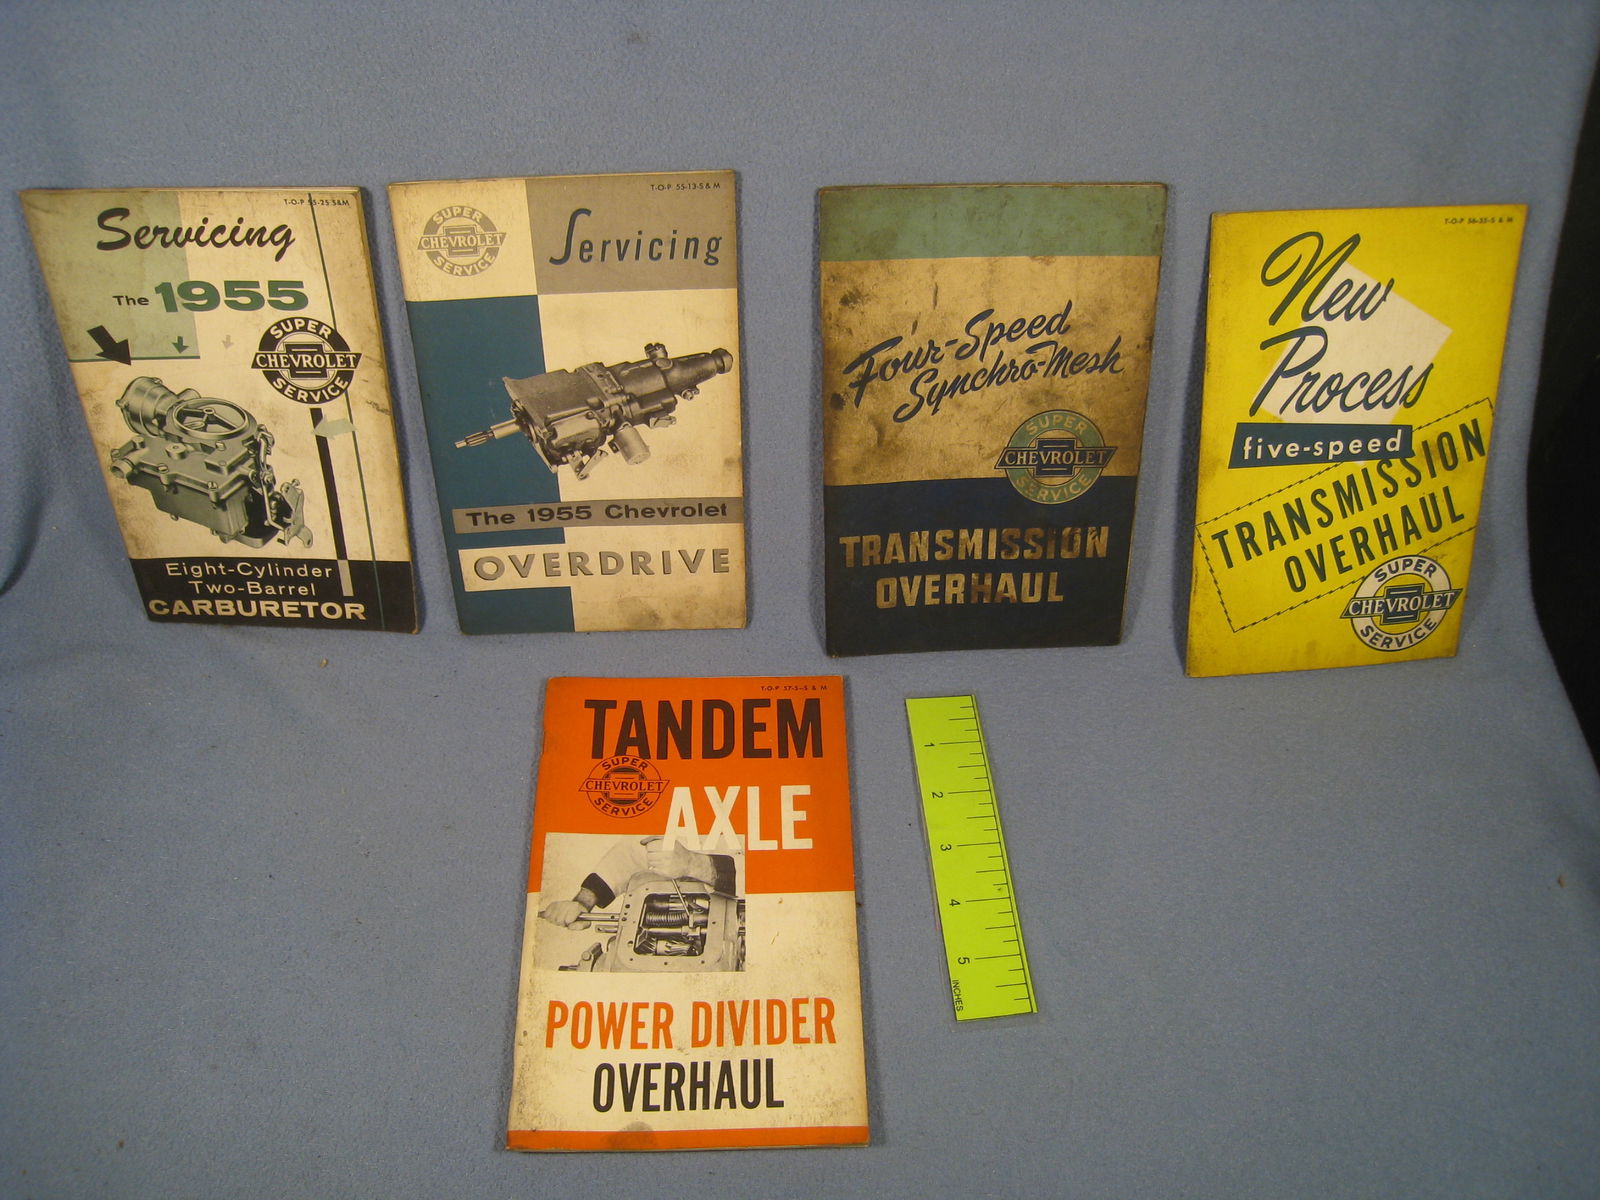 T-O-P 55-25 S&M
Servicing
The 1955
SUPER
CHEVROLET
SERVICE
Eight-Cylinder
Two-Barrel
CARBURETOR
T-O-P 55-13-S & M
SUPER
CHEVROLET
SERVICE
Servicing
The 1955 Chevrolet
OVERDRIVE
Four-Speed
Synchro-Mesh
SUPER
CHEVROLET
SERVICE
TRANSMISSION
OVERHAUL
T-O-P 56-35-S & M
New
Process
five-speed
TRANSMISSION
OVERHAUL
SUPER
CHEVROLET
SERVICE
T-O-P 57-5-S & M
TANDEM
SUPER
CHEVROLET
SERVICE
AXLE
POWER DIVIDER
OVERHAUL
1
2
3
4
5
INCHES